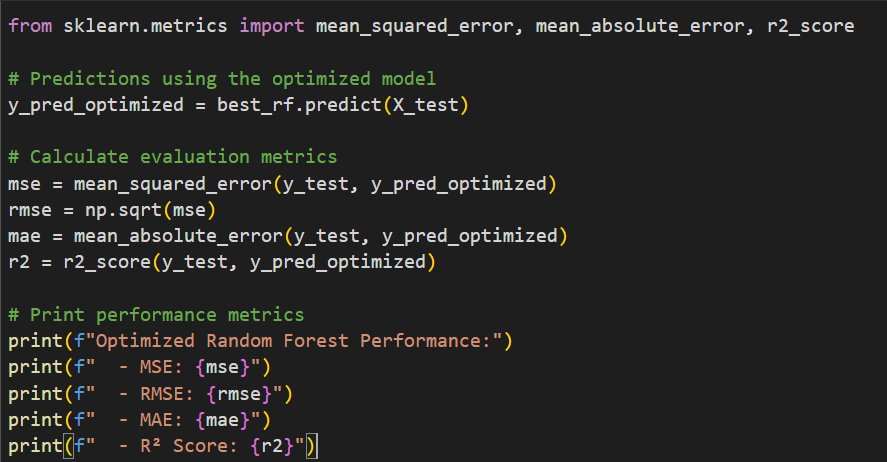 from sklearn.metrics import mean_squared_error, mean_absolute_error, r2_score
# Predictions using the optimized model
y_pred_optimized = best_rf.predict(X_test)
# Calculate evaluation metrics
mse = mean_squared_error(y_test, y_pred_optimized)
rmse = np.sqrt(mse)
mae = mean_absolute_error(y_test, y_pred_optimized)
r2 = r2_score(y_test, y_pred_optimized)
# Print performance metrics
print(f"Optimized Random Forest Performance:")
print(f"  - MSE: {mse}")
print(f"  - RMSE: {rmse}")
print(f"  - MAE: {mae}")
print(f"  - R² Score: {r2}")